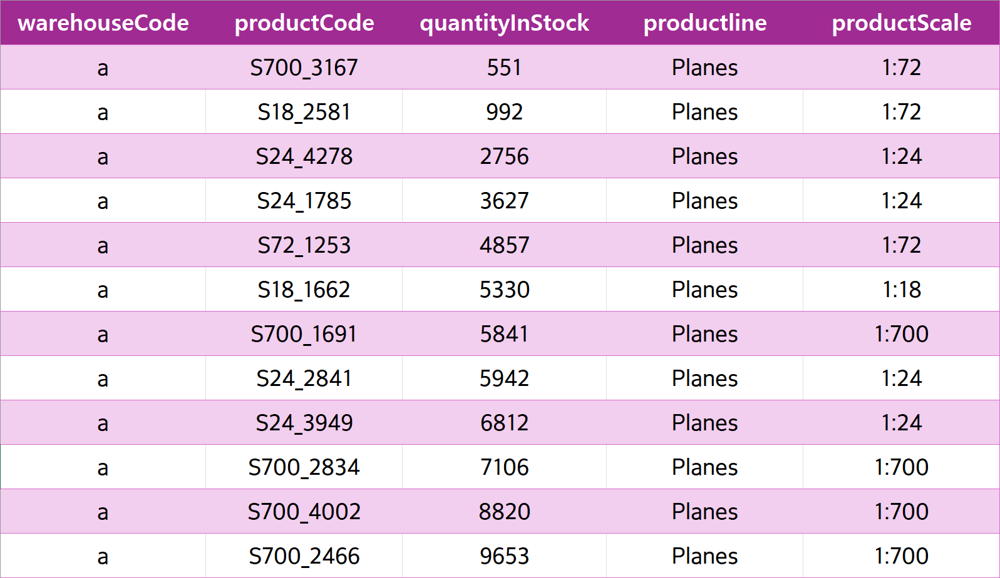 warehouseCode productCode quantityInStock productline productScale
a S700_3167 551 Planes 1:72
a S18_2581 992 Planes 1:72
a S24_4278 2756 Planes 1:24
a S24_1785 3627 Planes 1:24
a S72_1253 4857 Planes 1:72
a S18_1662 5330 Planes 1:18
a S700_1691 5841 Planes 1:700
a S24_2841 5942 Planes 1:24
a S24_3949 6812 Planes 1:24
a S700_2834 7106 Planes 1:700
a S700_4002 8820 Planes 1:700
a S700_2466 9653 Planes 1:700